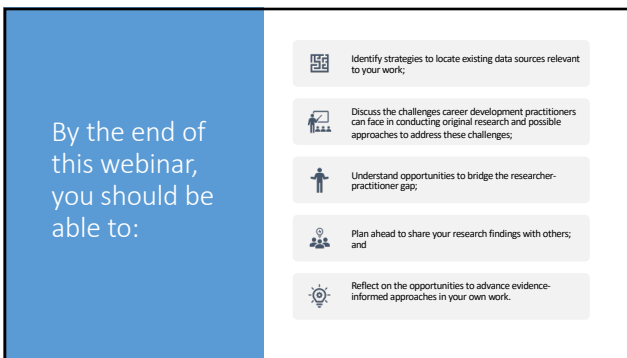 By the end of
this webinar,
you should be
able to:
Identify strategies to locate existing data sources relevant
to your work;
Discuss the challenges career development practitioners
can face in conducting original research and possible
approaches to address these challenges;
Understand opportunities to bridge the researcher-
practitioner gap;
Plan ahead to share your research findings with others;
and
Reflect on the opportunities to advance evidence-
informed approaches in your own work.